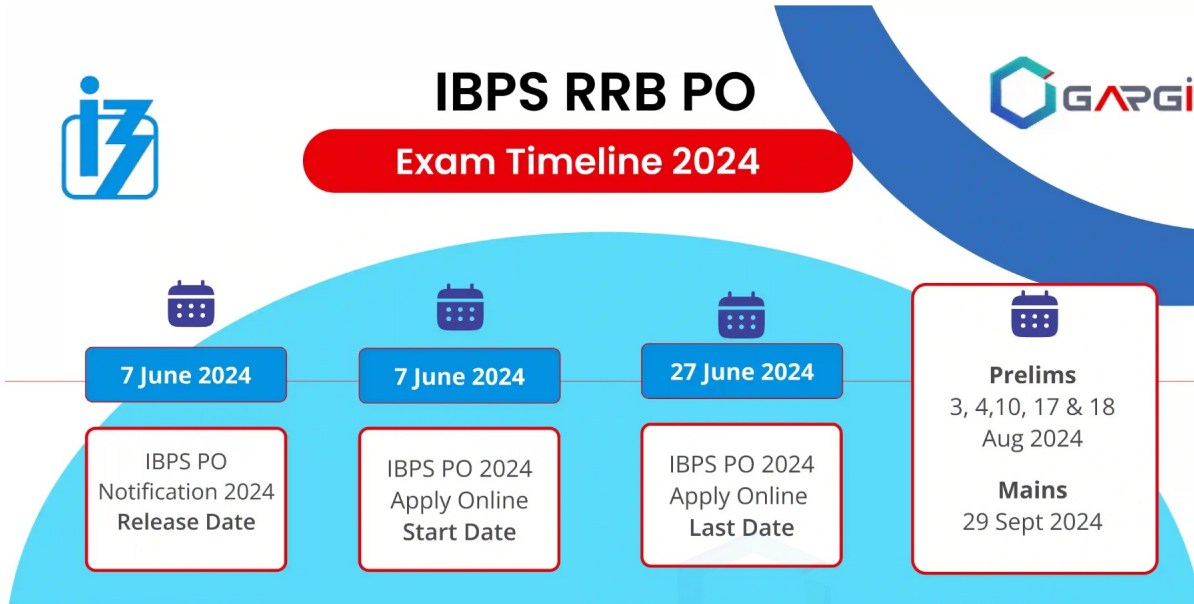 IBPS RRB PO
GARGI
Exam Timeline 2024
7 June 2024
IBPS PO
Notification 2024
Release Date
7 June 2024
IBPS PO 2024
Apply Online
Start Date
27 June 2024
IBPS PO 2024
Apply Online
Last Date
Prelims
3, 4,10, 17 & 18
Aug 2024
Mains
29 Sept 2024